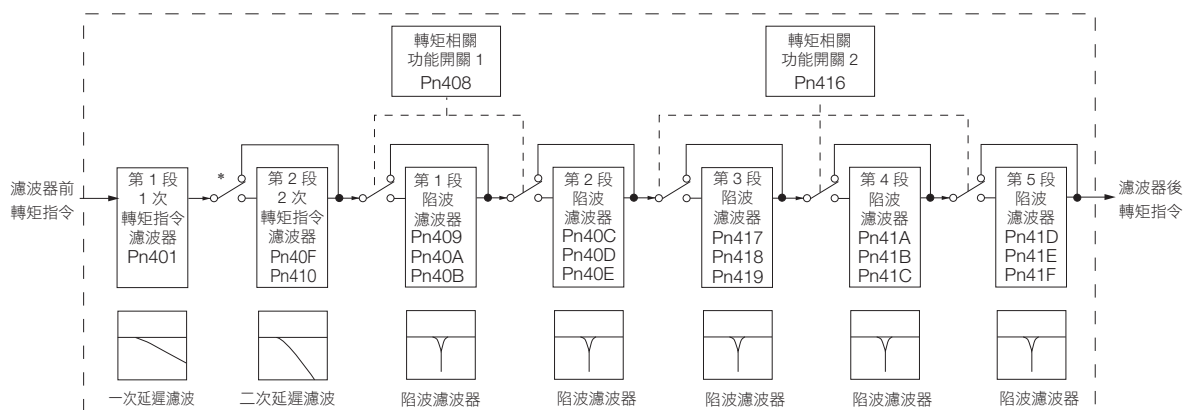 轉矩相關
功能開關 1
Pn408
轉矩相關
功能開關 2
Pn416
濾波器前
轉矩指令
第 1 段
1 次
轉矩指令
濾波器
Pn401
*
第 2 段
2 次
轉矩指令
濾波器
Pn40F
Pn410
第 1 段
陷波
濾波器
Pn409
Pn40A
Pn40B
第 2 段
陷波
濾波器
Pn40C
Pn40D
Pn40E
第 3 段
陷波
濾波器
Pn417
Pn418
Pn419
第 4 段
陷波
濾波器
Pn41A
Pn41B
Pn41C
第 5 段
陷波
濾波器
Pn41D
Pn41E
Pn41F
濾波器後
轉矩指令
一次延遲濾波
二次延遲濾波
陷波濾波器
陷波濾波器
陷波濾波器
陷波濾波器
陷波濾波器